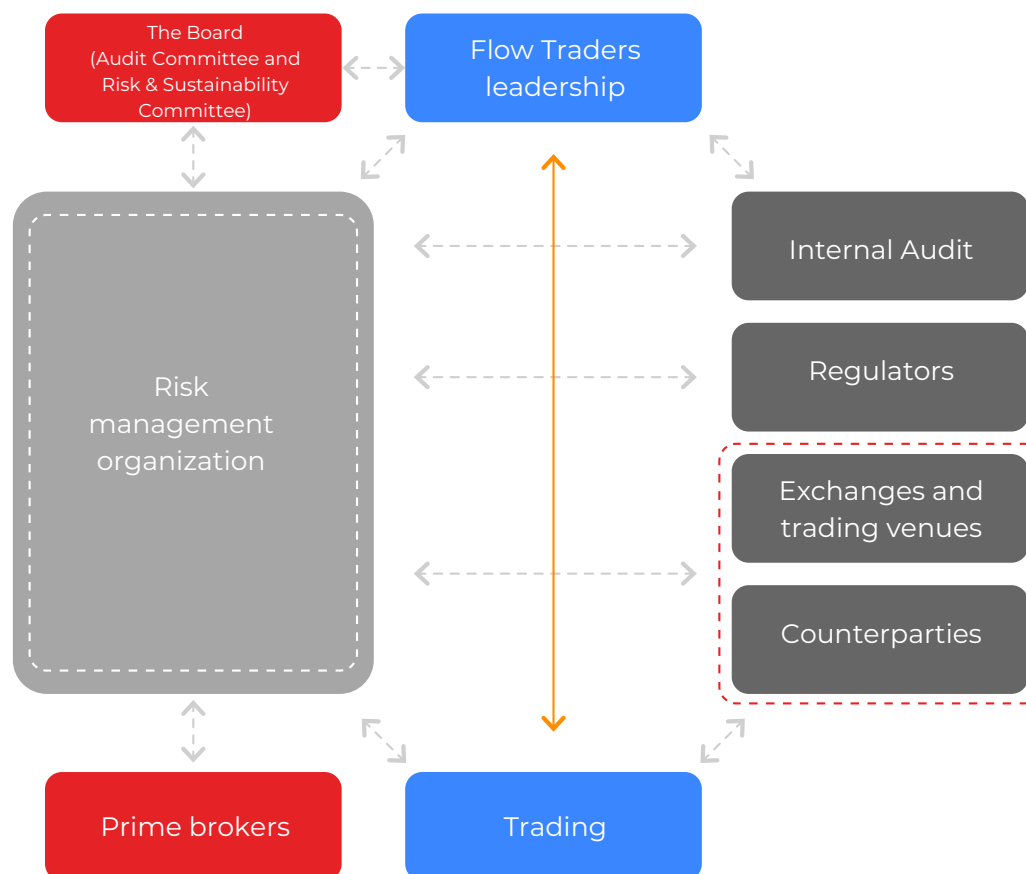 The Board
(Audit Committee and
Risk & Sustainability
Committee)
Flow Traders
leadership
Risk
management
organization
Internal Audit
Regulators
Exchanges and
trading venues
Counterparties
Prime brokers
Trading